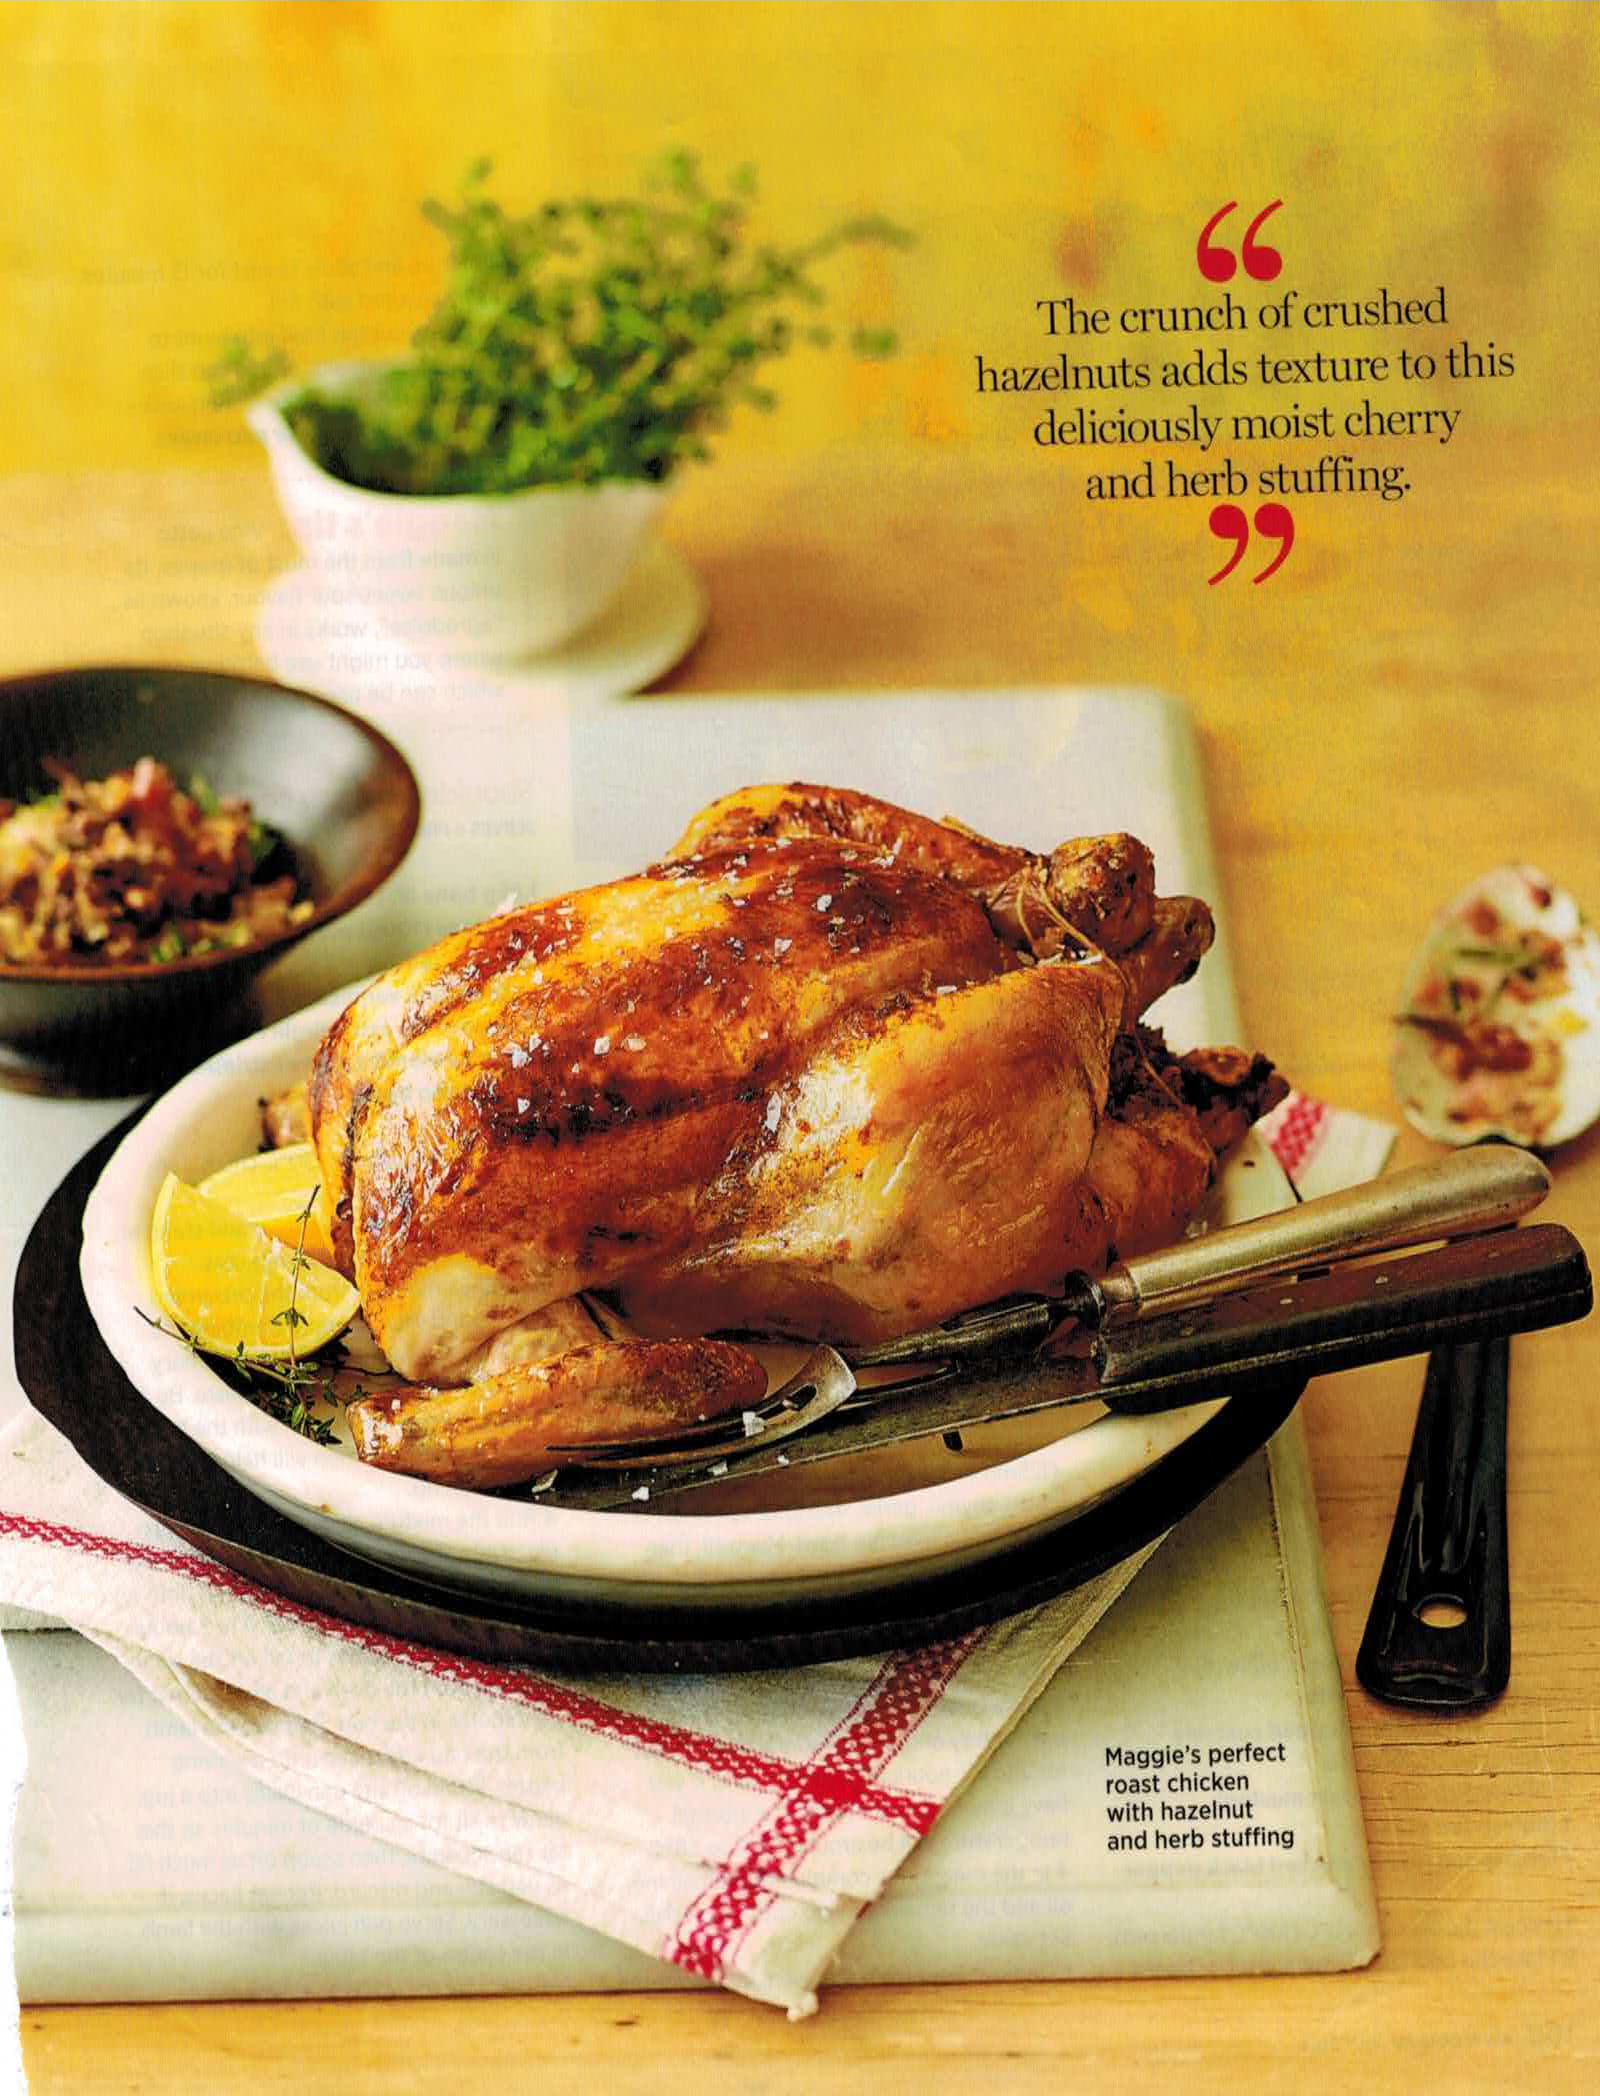 “
The crunch of crushed
hazelnuts adds texture to this
deliciously moist cherry
and herb stuffing.
”
Maggie’s perfect
roast chicken
with hazelnut
and herb stuffing